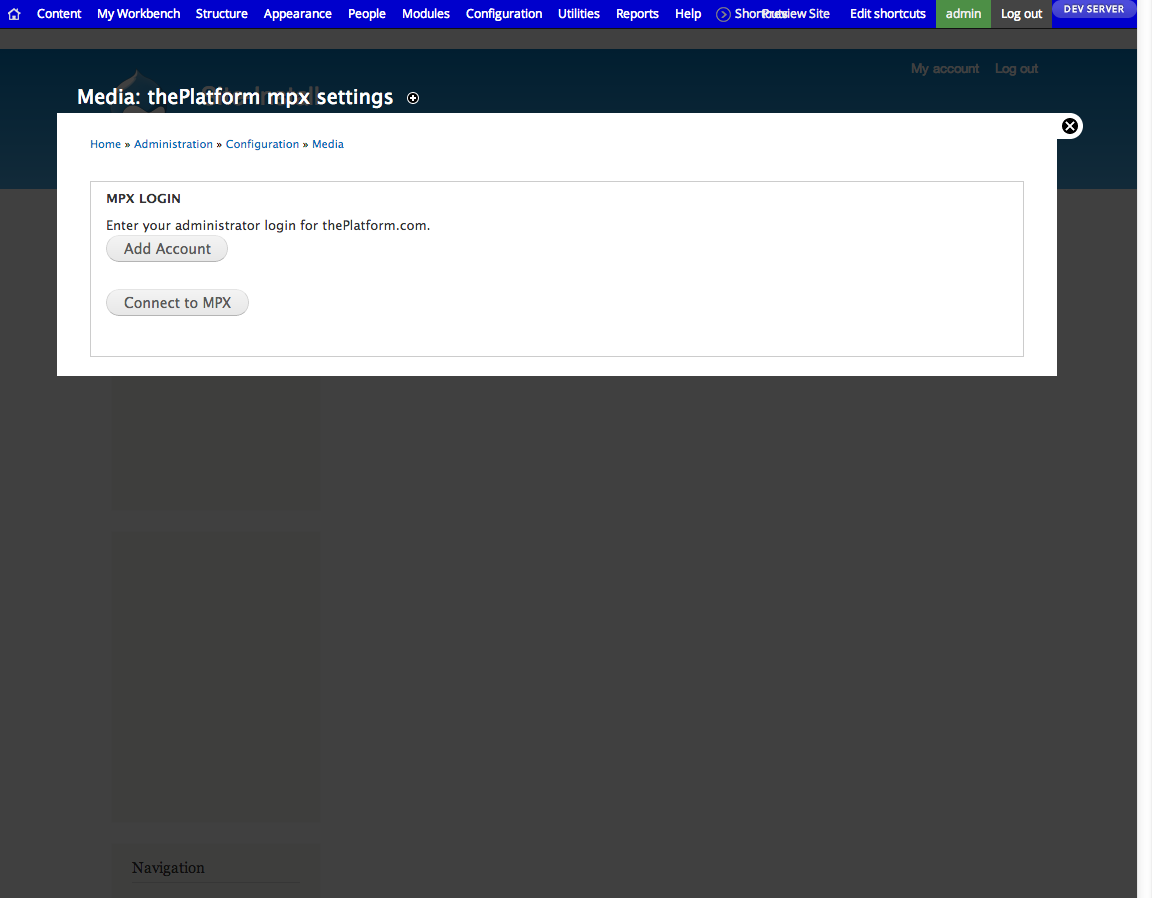 Content My Workbench Structure Appearance People Modules Configuration Utilities Reports Help Shortcuts Preview Site Edit shortcuts admin Log out DEV SERVER
My account Log out
Media: thePlatform mpx settings
Home » Administration » Configuration » Media
MPX LOGIN
Enter your administrator login for thePlatform.com.
Add Account
Connect to MPX
Navigation